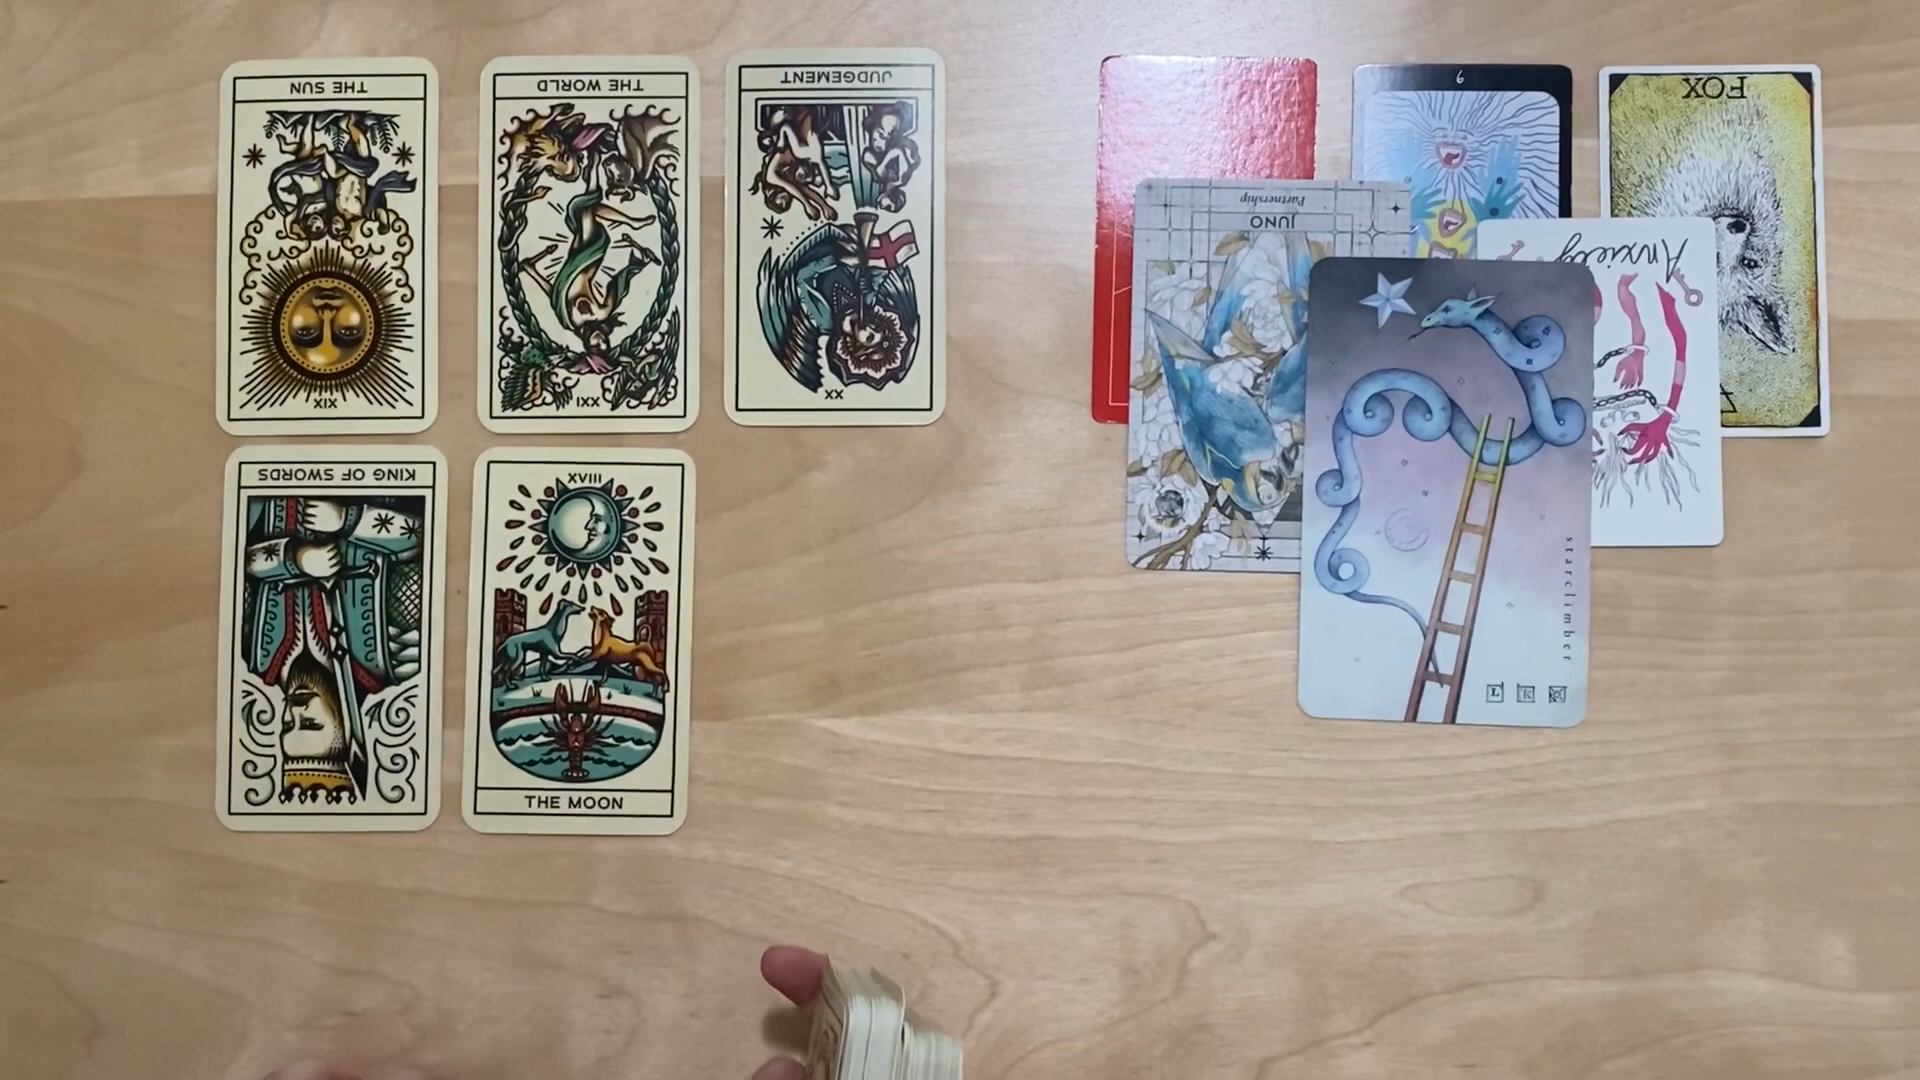 THE SUN
XIX
THE WORLD
XXI
JUDGEMENT
XX
KING OF SWORDS
XVIII
THE MOON
9
FOX
Partnership
JUNO
Anxiety
starclimber
L